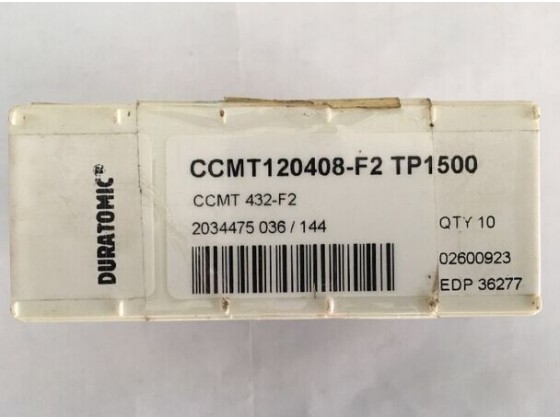 DURATOMIC®
CCMT120408-F2 TP1500
CCMT 432-F2
2034475 036 / 144
QTY 10
02600923
EDP 36277